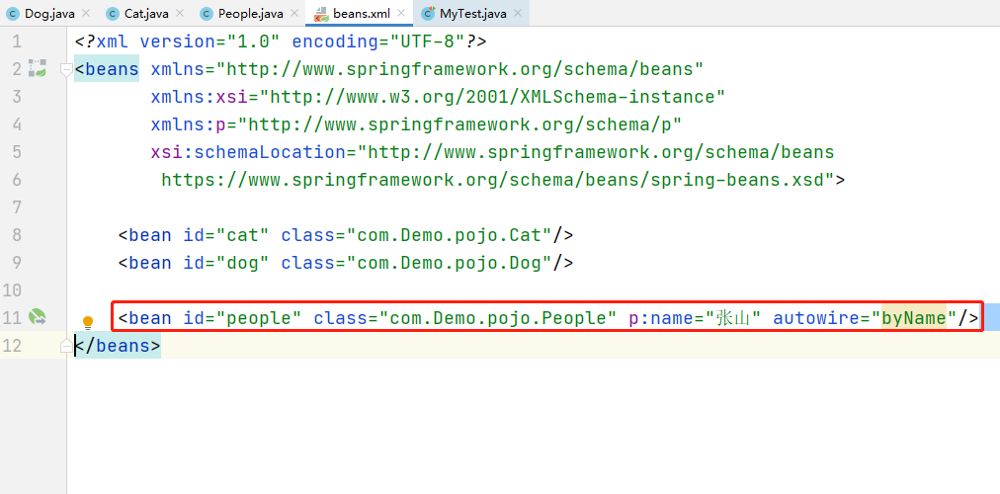 Dog.java Cat.java People.java beans.xml MyTest.java
1 <?xml version="1.0" encoding="UTF-8"?>
2 <beans xmlns="http://www.springframework.org/schema/beans"
3 xmlns:xsi="http://www.w3.org/2001/XMLSchema-instance"
4 xmlns:p="http://www.springframework.org/schema/p"
5 xsi:schemaLocation="http://www.springframework.org/schema/beans
6 https://www.springframework.org/schema/beans/spring-beans.xsd">
7
8 <bean id="cat" class="com.Demo.pojo.Cat"/>
9 <bean id="dog" class="com.Demo.pojo.Dog"/>
10
11 <bean id="people" class="com.Demo.pojo.People" p:name="张山" autowire="byName"/>
12 </beans>